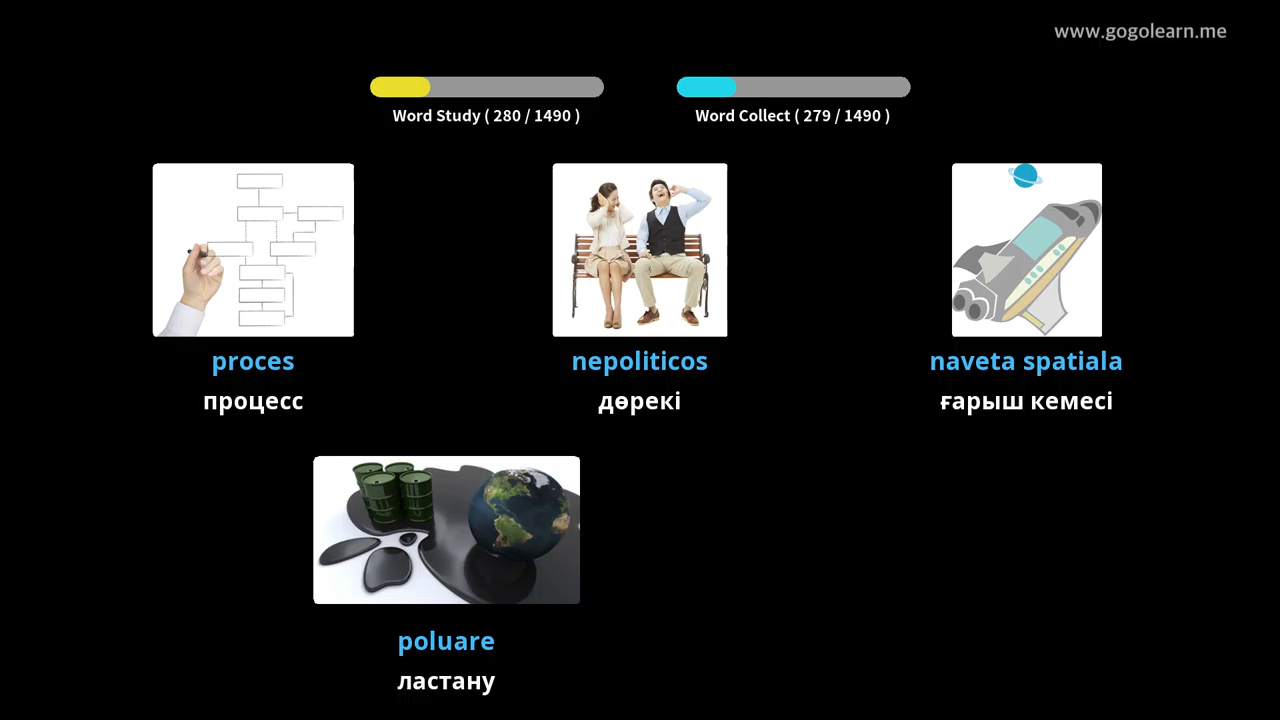 www.gogolearn.me
Word Study ( 280 / 1490 )
Word Collect ( 279 / 1490 )
proces
nepoliticos
naveta spatiala
процесс
дөрекі
ғарыш кемесі
poluare
ластану